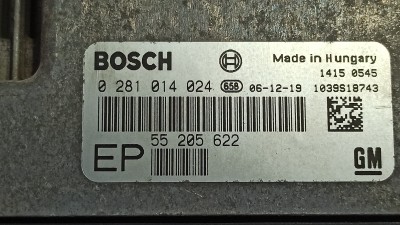 BOSCH Made in Hungary
1415 0545
0 281 014 024 658 06-12-19 1039S18743
EP 55 205 622
GM